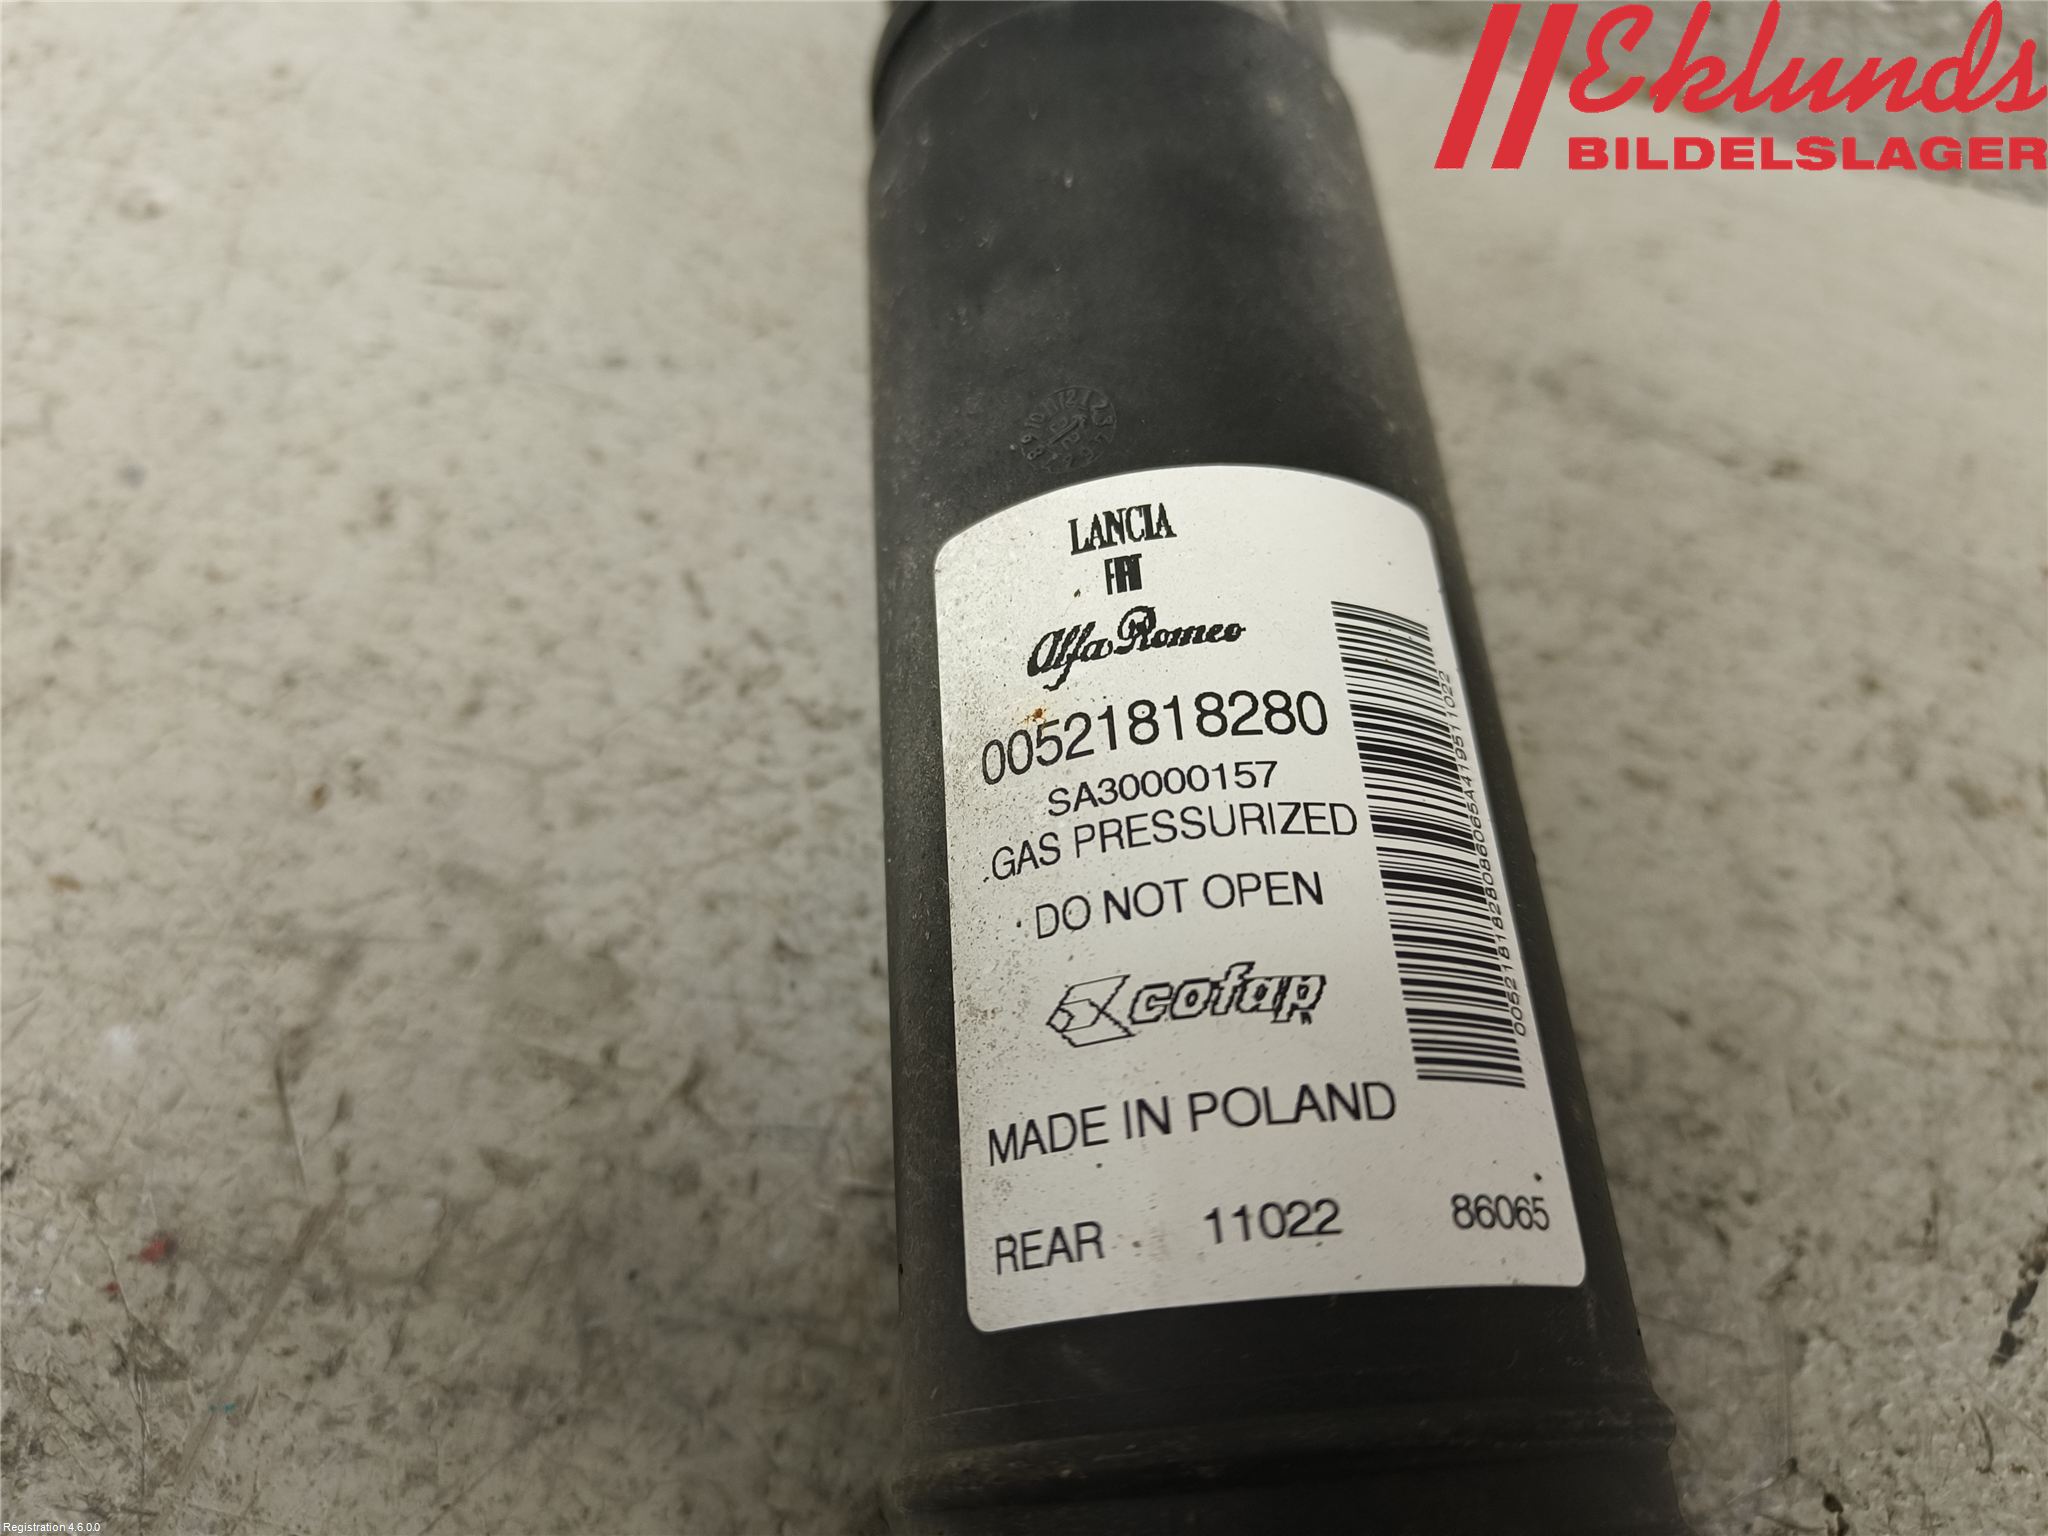 Eklunds
BILDELSLAGER
LANCIA
FIAT
Alfa Romeo
00521818280
SA30000157
GAS PRESSURIZED
DO NOT OPEN
cofap
MADE IN POLAND
REAR 11022 86065
Registration 4.6.0.0